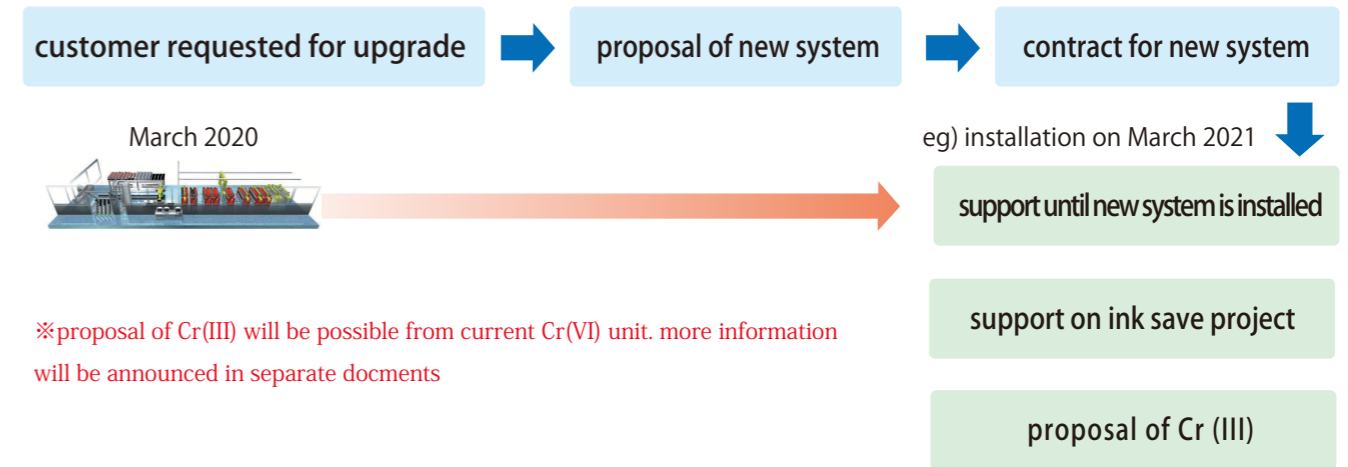 customer requested for upgrade
proposal of new system
contract for new system
March 2020
eg) installation on March 2021
support until new system is installed
support on ink save project
※proposal of Cr(III) will be possible from current Cr(VI) unit. more information
will be announced in separate docments
proposal of Cr (III)